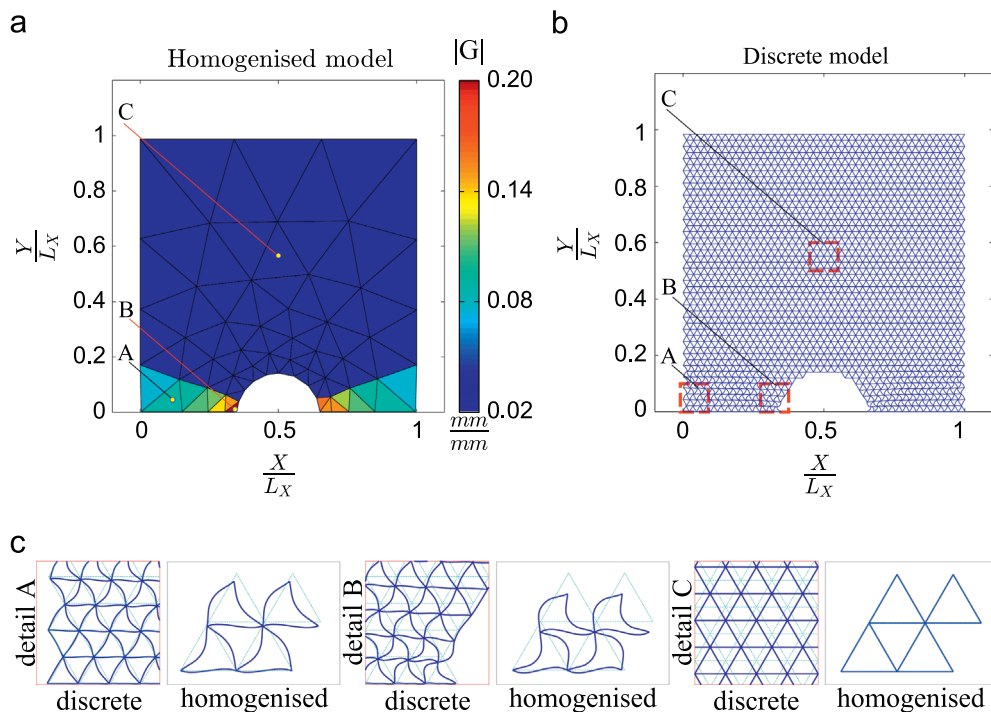 a
Homogenised model
|G|
0.20
0.14
0.08
0.02
mm
mm
C
B
A
1
0.8
0.6
0.4
0.2
0
Y
L_X
0
0.5
1
X
L_X
b
Discrete model
C
B
A
1
0.8
0.6
0.4
0.2
0
Y
L_X
0
0.5
1
X
L_X
c
detail A
discrete
homogenised
detail B
discrete
homogenised
detail C
discrete
homogenised